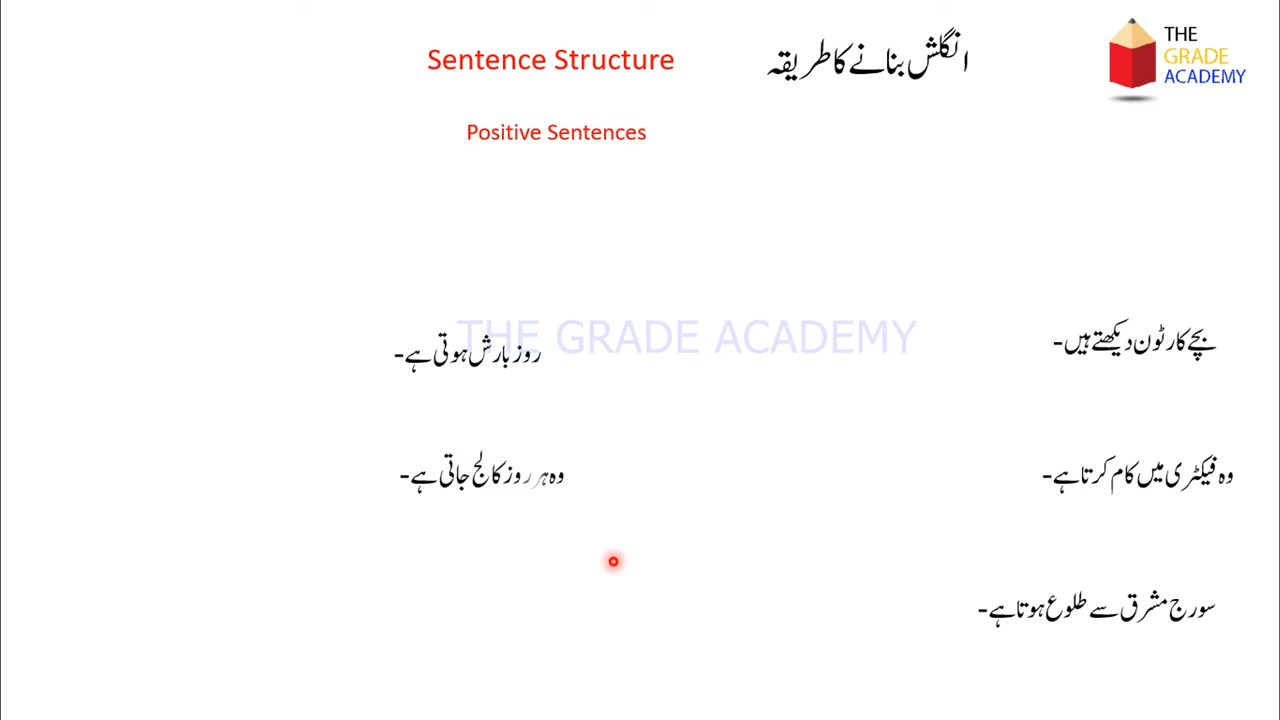 Sentence Structure انگلش بنانے کا طریقہ
THE
GRADE
ACADEMY
Positive Sentences
THE GRADE ACADEMY
بچے کارٹون دیکھتے ہیں-
روز بارش ہوتی ہے-
وہ فیکٹری میں کام کرتا ہے-
وہ ہر روز کالج جاتی ہے-
سورج مشرق سے طلوع ہوتا ہے-